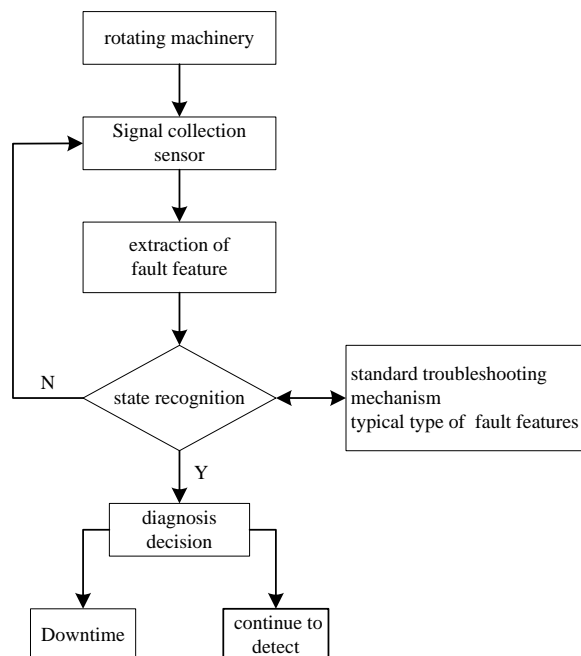 rotating machinery
Signal collection
sensor
extraction of
fault feature
N
state recognition
standard troubleshooting
mechanism
typical type of fault features
Y
diagnosis
decision
Downtime
continue to
detect